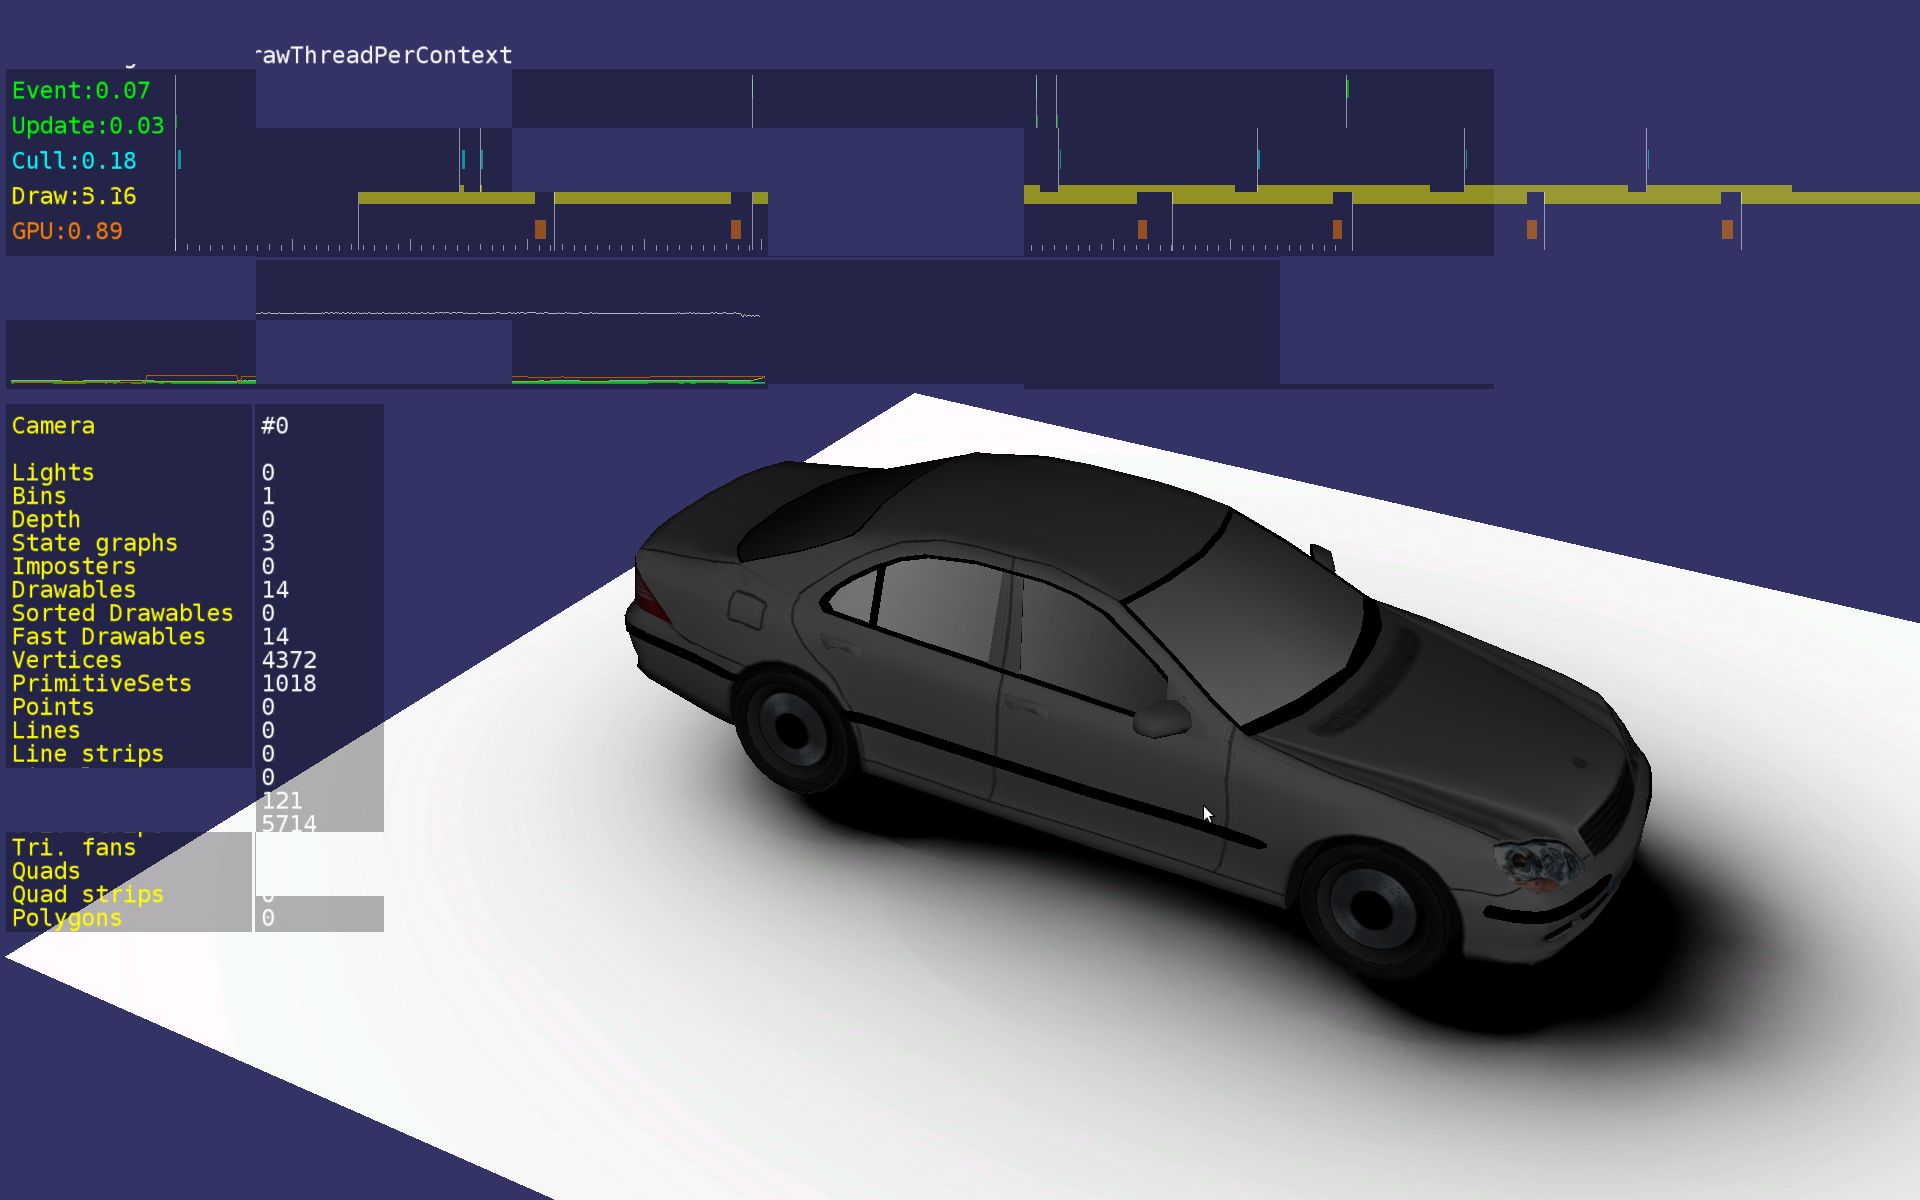 rawThreadPerContext
Event:0.07
Update:0.03
Cull:0.18
GPU:0.89
Camera #0
Lights 0
Bins 1
Depth 0
State graphs 3
Imposters 0
Drawables 14
Sorted Drawables 0
Fast Drawables 14
Vertices 4372
PrimitiveSets 1018
Points 0
Lines 0
Line strips 0
0
121
5714
Tri. fans
Quads
Quad strips 0
Polygons 0